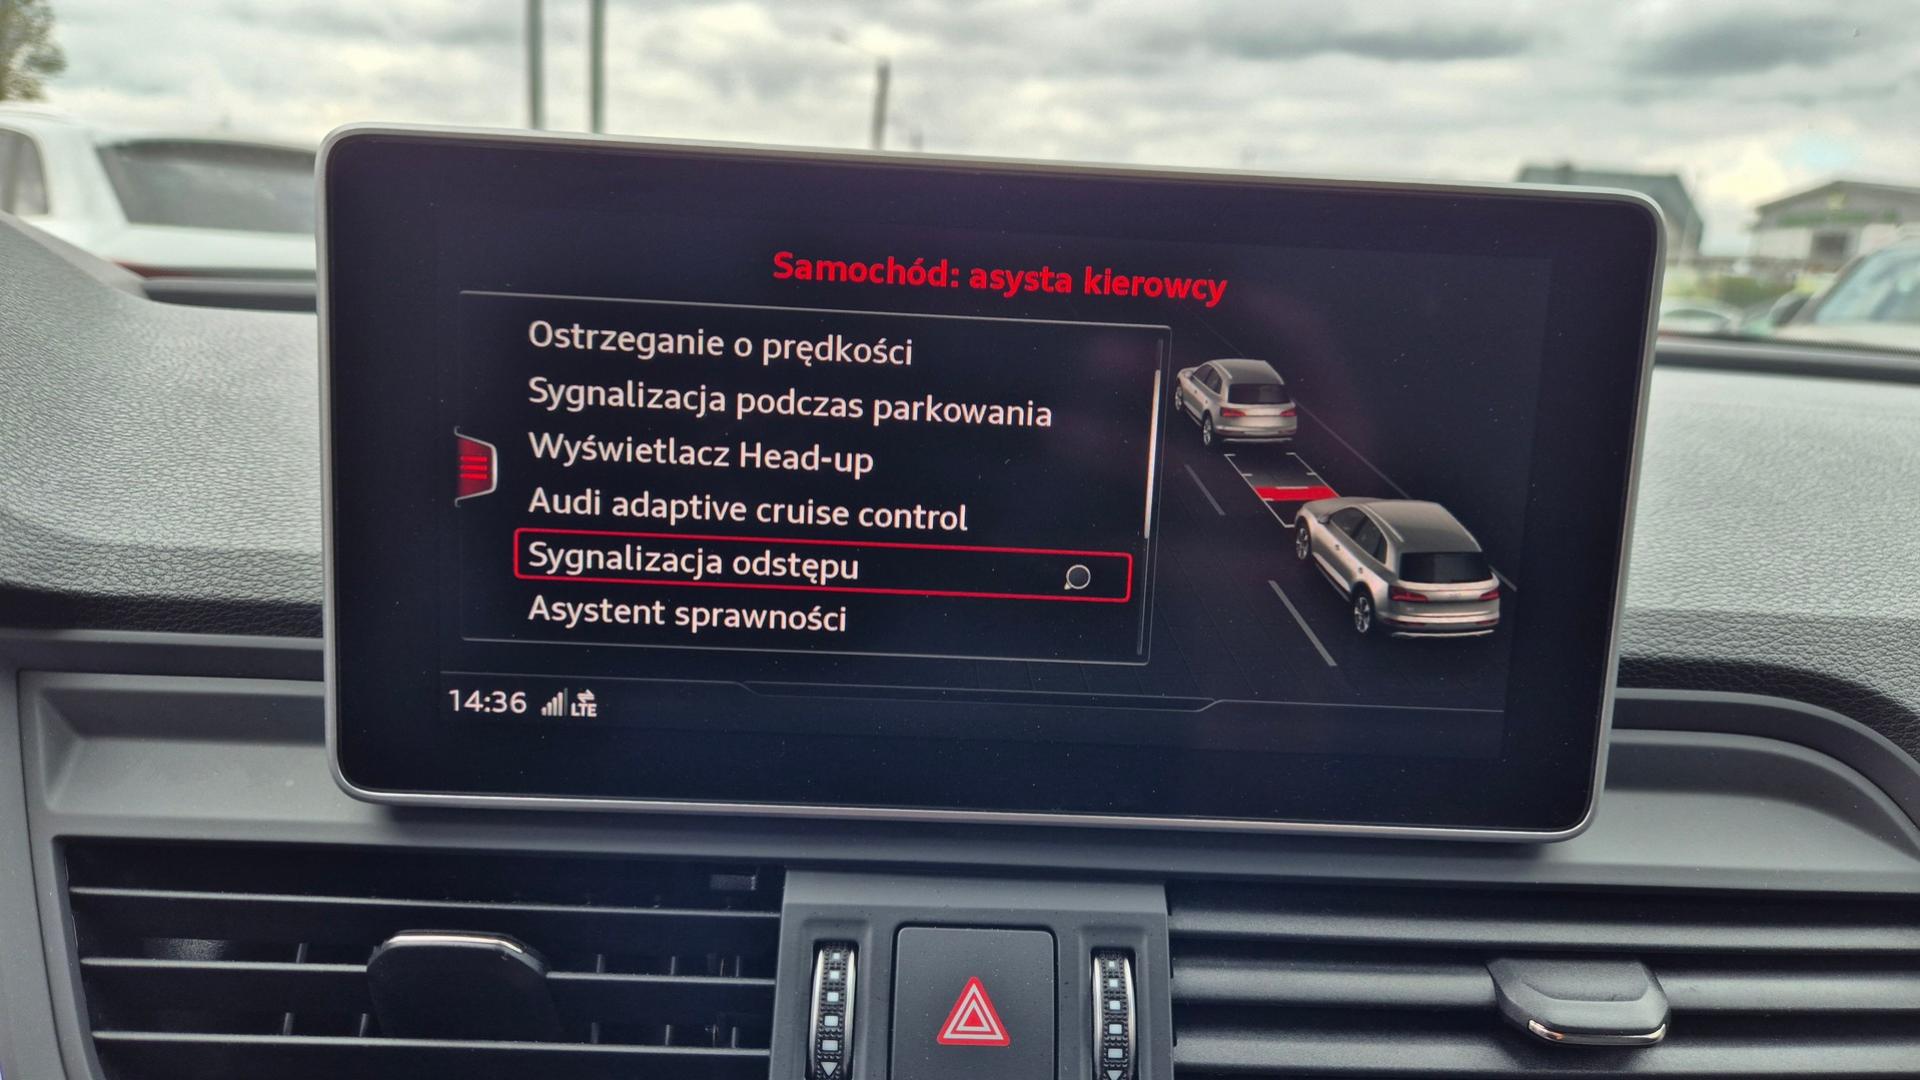 Samochód: asysta kierowcy
Ostrzeganie o prędkości
Sygnalizacja podczas parkowania
Wyświetlacz Head-up
Audi adaptive cruise control
Sygnalizacja odstępu
Asystent sprawności
14:36 LTE